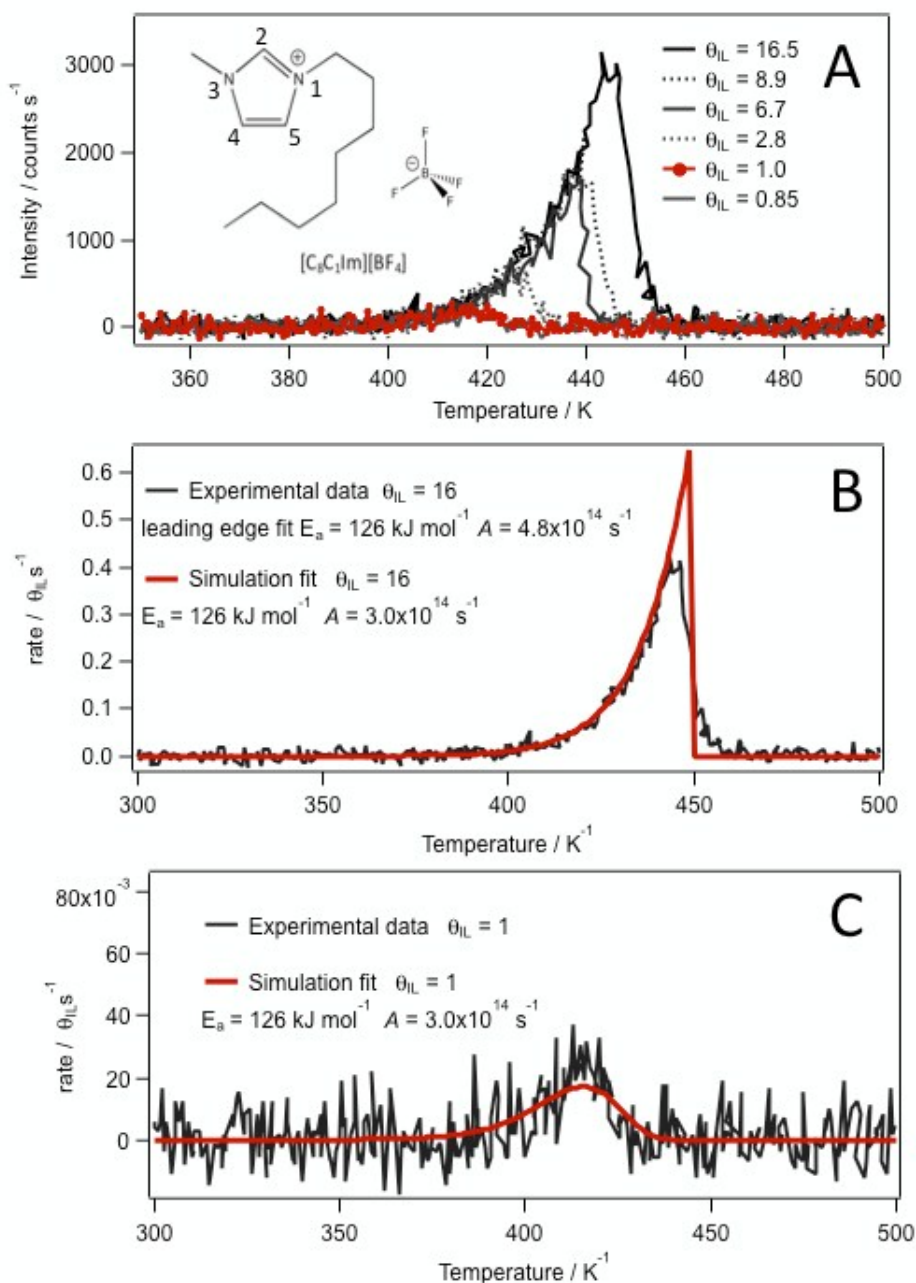 A
3000
2000
1000
0
Intensity / counts s⁻¹
2
⊕
N
N
3
1
4
5
F
⊖
B
F
F
F
[C₈C₁Im][BF₄]
θIL = 16.5
θIL = 8.9
θIL = 6.7
θIL = 2.8
θIL = 1.0
θIL = 0.85
360 380 400 420 440 460 480 500
Temperature / K
B
0.6
0.5
0.4
0.3
0.2
0.1
0.0
rate / θIL s⁻¹
Experimental data θIL = 16
leading edge fit Eₐ = 126 kJ mol⁻¹ A = 4.8x10¹⁴ s⁻¹
Simulation fit θIL = 16
Eₐ = 126 kJ mol⁻¹ A = 3.0x10¹⁴ s⁻¹
300 350 400 450 500
Temperature / K⁻¹
C
80x10⁻³
60
40
20
0
rate / θIL s⁻¹
Experimental data θIL = 1
Simulation fit θIL = 1
Eₐ = 126 kJ mol⁻¹ A = 3.0x10¹⁴ s⁻¹
300 350 400 450 500
Temperature / K⁻¹